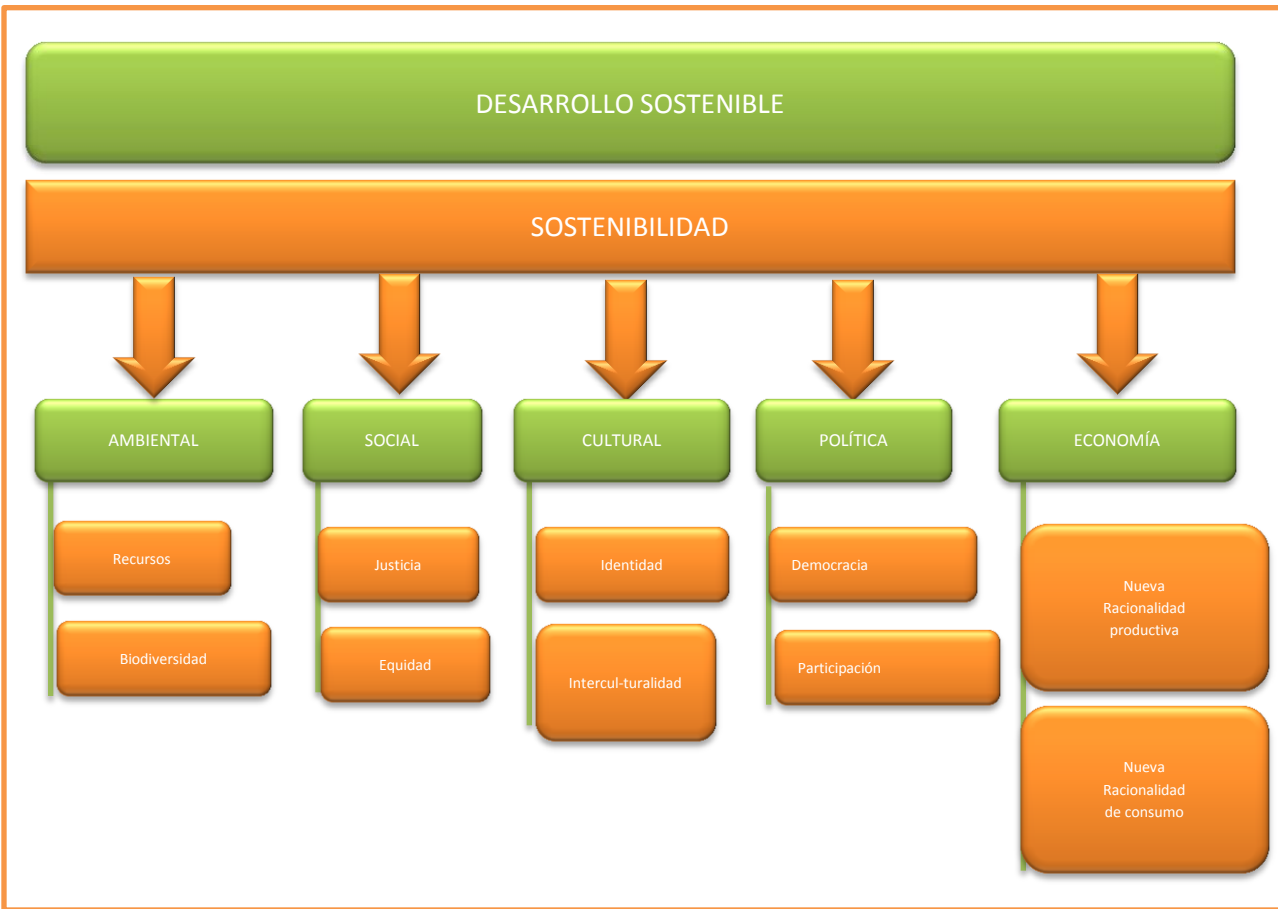 DESARROLLO SOSTENIBLE
SOSTENIBILIDAD
AMBIENTAL
Recursos
Biodiversidad
SOCIAL
Justicia
Equidad
CULTURAL
Identidad
Intercul-turalidad
POLÍTICA
Democracia
Participación
ECONOMÍA
Nueva
Racionalidad
productiva
Nueva
Racionalidad
de consumo